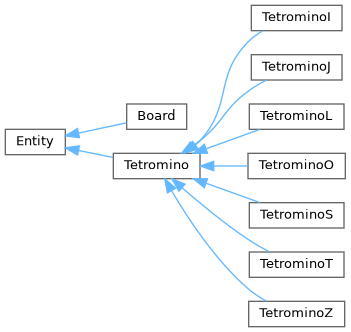 Entity
Board
Tetromino
TetrominoI
TetrominoJ
TetrominoL
TetrominoO
TetrominoS
TetrominoT
TetrominoZ